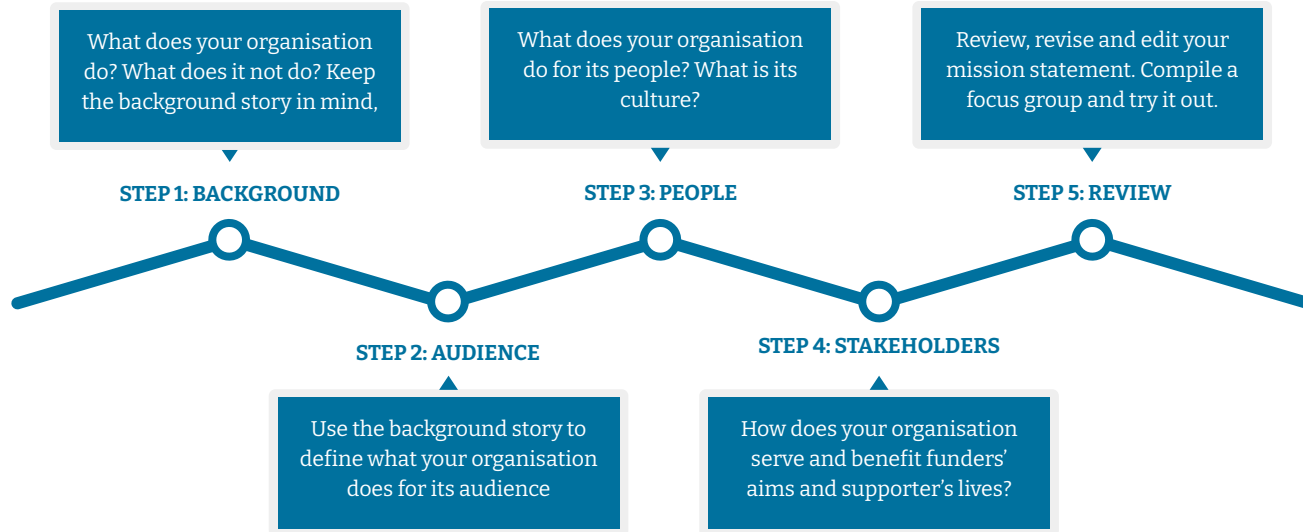 What does your organisation
do? What does it not do? Keep
the background story in mind,
STEP 1: BACKGROUND
STEP 2: AUDIENCE
Use the background story to
define what your organisation
does for its audience
What does your organisation
do for its people? What is its
culture?
STEP 3: PEOPLE
STEP 4: STAKEHOLDERS
How does your organisation
serve and benefit funders’
aims and supporter’s lives?
Review, revise and edit your
mission statement. Compile a
focus group and try it out.
STEP 5: REVIEW